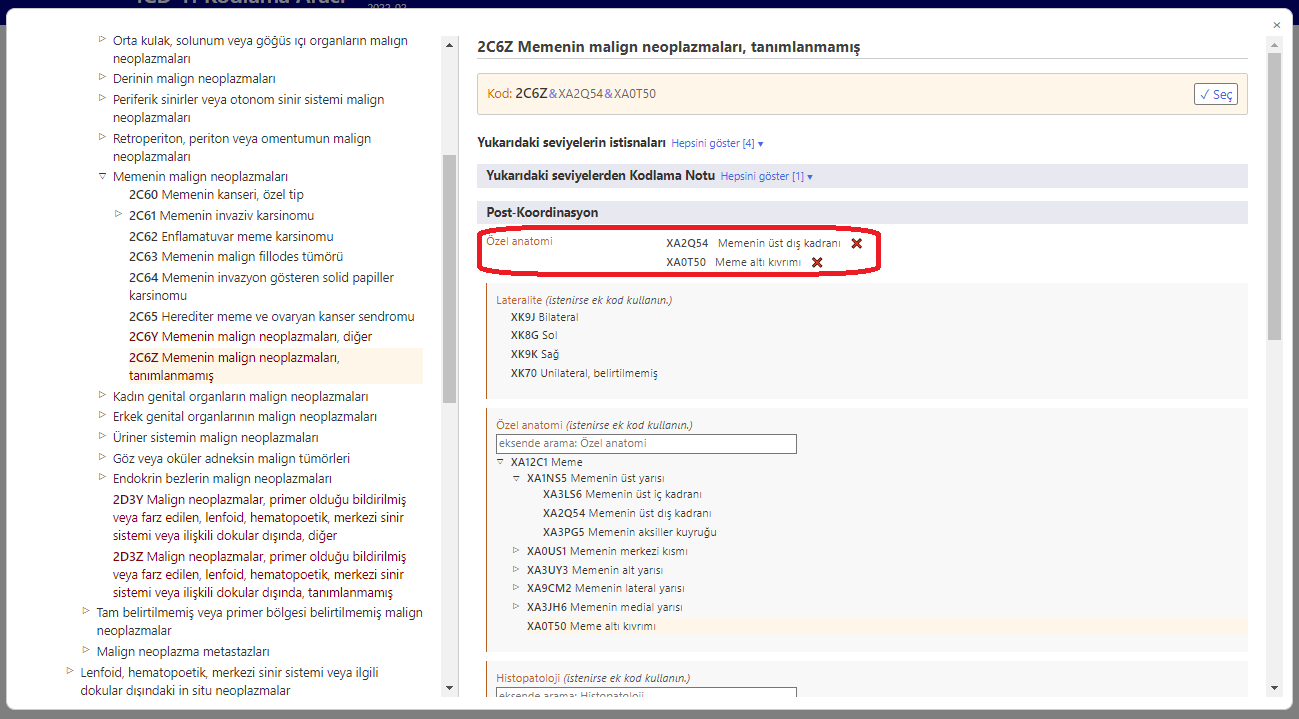 ICD-11 Kodlama Aracı 2022-02
Orta kulak, solunum veya göğüs içi organların malign
neoplazmaları
Derinin malign neoplazmaları
Periferik sinirler veya otonom sinir sistemi malign
neoplazmaları
Retroperiton, periton veya omentumun malign
neoplazmaları
Memenin malign neoplazmaları
2C60 Memenin kanseri, özel tip
2C61 Memenin invaziv karsinomu
2C62 Enflamatuvar meme karsinomu
2C63 Memenin malign fillodes tümörü
2C64 Memenin invazyon gösteren solid papiller
karsinomu
2C65 Herediter meme ve ovaryan kanser sendromu
2C6Y Memenin malign neoplazmaları, diğer
2C6Z Memenin malign neoplazmaları,
tanımlanmamış
Kadın genital organların malign neoplazmaları
Erkek genital organlarının malign neoplazmaları
Üriner sistemin malign neoplazmaları
Göz veya oküler adneksin malign tümörleri
Endokrin bezlerin malign neoplazmaları
2D3Y Malign neoplazmalar, primer olduğu bildirilmiş
veya farz edilen, lenfoid, hematopoetik, merkezi sinir
sistemi veya ilişkili dokular dışında, diğer
2D3Z Malign neoplazmalar, primer olduğu bildirilmiş
veya farz edilen, lenfoid, hematopoetik, merkezi sinir
sistemi veya ilişkili dokular dışında, tanımlanmamış
Tam belirtilmemiş veya primer bölgesi belirtilmemiş malign
neoplazmalar
Malign neoplazma metastazları
Lenfoid, hematopoetik, merkezi sinir sistemi veya ilgili
dokular dışındaki in situ neoplazmalar
2C6Z Memenin malign neoplazmaları, tanımlanmamış
Kod: 2C6Z&XA2Q54&XA0T50
✓ Seç
Yukarıdaki seviyelerin istisnaları Hepsini göster [4]
Yukarıdaki seviyelerden Kodlama Notu Hepsini göster [1]
Post-Koordinasyon
Özel anatomi XA2Q54 Memenin üst dış kadranı
XA0T50 Meme altı kıvrımı
Lateralite (istenirse ek kod kullanın.)
XK9J Bilateral
XK8G Sol
XK9K Sağ
XK70 Unilateral, belirtilmemiş
Özel anatomi (istenirse ek kod kullanın.)
eksende arama: Özel anatomi
XA12C1 Meme
XA1NS5 Memenin üst yarısı
XA3LS6 Memenin üst iç kadranı
XA2Q54 Memenin üst dış kadranı
XA3PG5 Memenin aksiller kuyruğu
XA0US1 Memenin merkezi kısmı
XA3UY3 Memenin alt yarısı
XA9CM2 Memenin lateral yarısı
XA3JH6 Memenin medial yarısı
XA0T50 Meme altı kıvrımı
Histopatoloji (istenirse ek kod kullanın.)
eksende arama: Histopatoloji